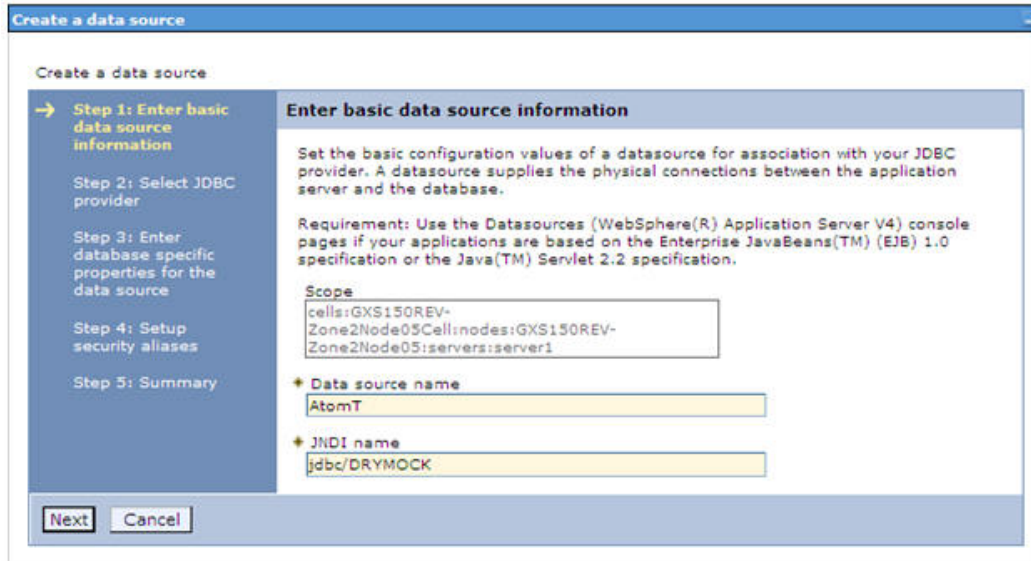 Create a data source
Create a data source
Step 1: Enter basic
data source
information
Step 2: Select JDBC
provider
Step 3: Enter
database specific
properties for the
data source
Step 4: Setup
security aliases
Step 5: Summary
Enter basic data source information
Set the basic configuration values of a datasource for association with your JDBC
provider. A datasource supplies the physical connections between the application
server and the database.
Requirement: Use the Datasources (WebSphere(R) Application Server V4) console
pages if your applications are based on the Enterprise JavaBeans(TM) (EJB) 1.0
specification or the Java(TM) Servlet 2.2 specification.
Scope
cells:GXS150REV-
Zone2Node05Cell:nodes:GXS150REV-
Zone2Node05:servers:server1
Data source name
AtomT
JNDI name
jdbc/DRYMOCK
Next Cancel